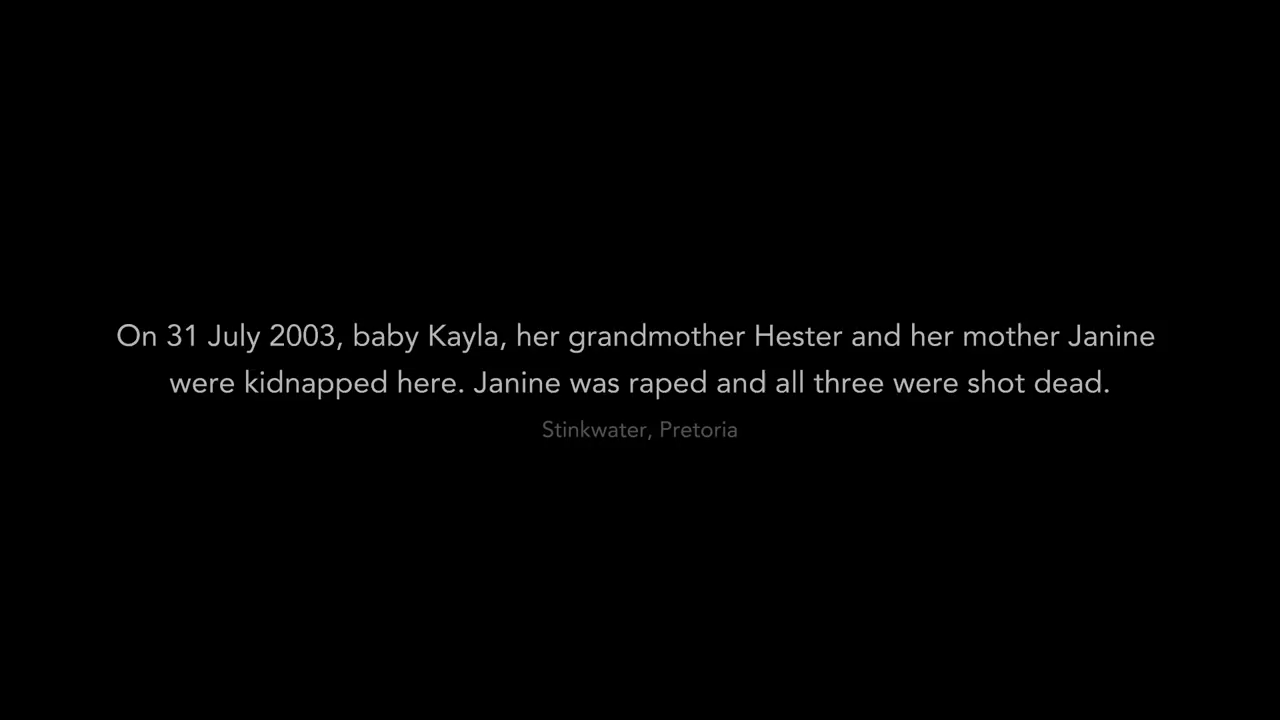 On 31 July 2003, baby Kayla, her grandmother Hester and her mother Janine
were kidnapped here. Janine was raped and all three were shot dead.
Stinkwater, Pretoria